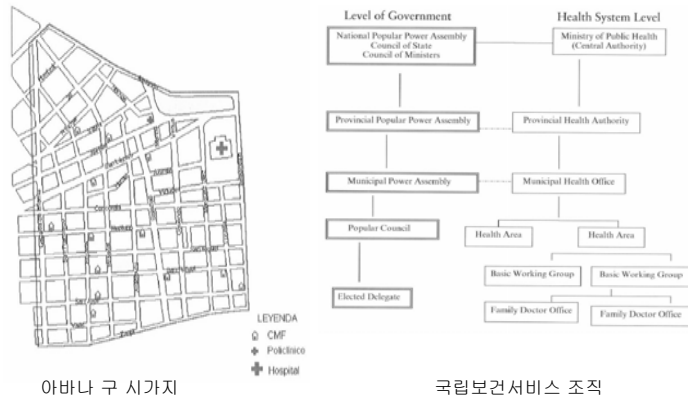 Level of Government
Health System Level
National Popular Power Assembly
Council of State
Council of Ministers
Ministry of Public Health
(Central Authority)
Provincial Popular Power Assembly
Provincial Health Authority
Municipal Power Assembly
Municipal Health Office
Popular Council
Health Area
Health Area
Basic Working Group
Basic Working Group
Elected Delegate
Family Doctor Office
Family Doctor Office
LEYENDA
CMF
Policlinico
Hospital
아바나 구 시가지
국립보건서비스 조직